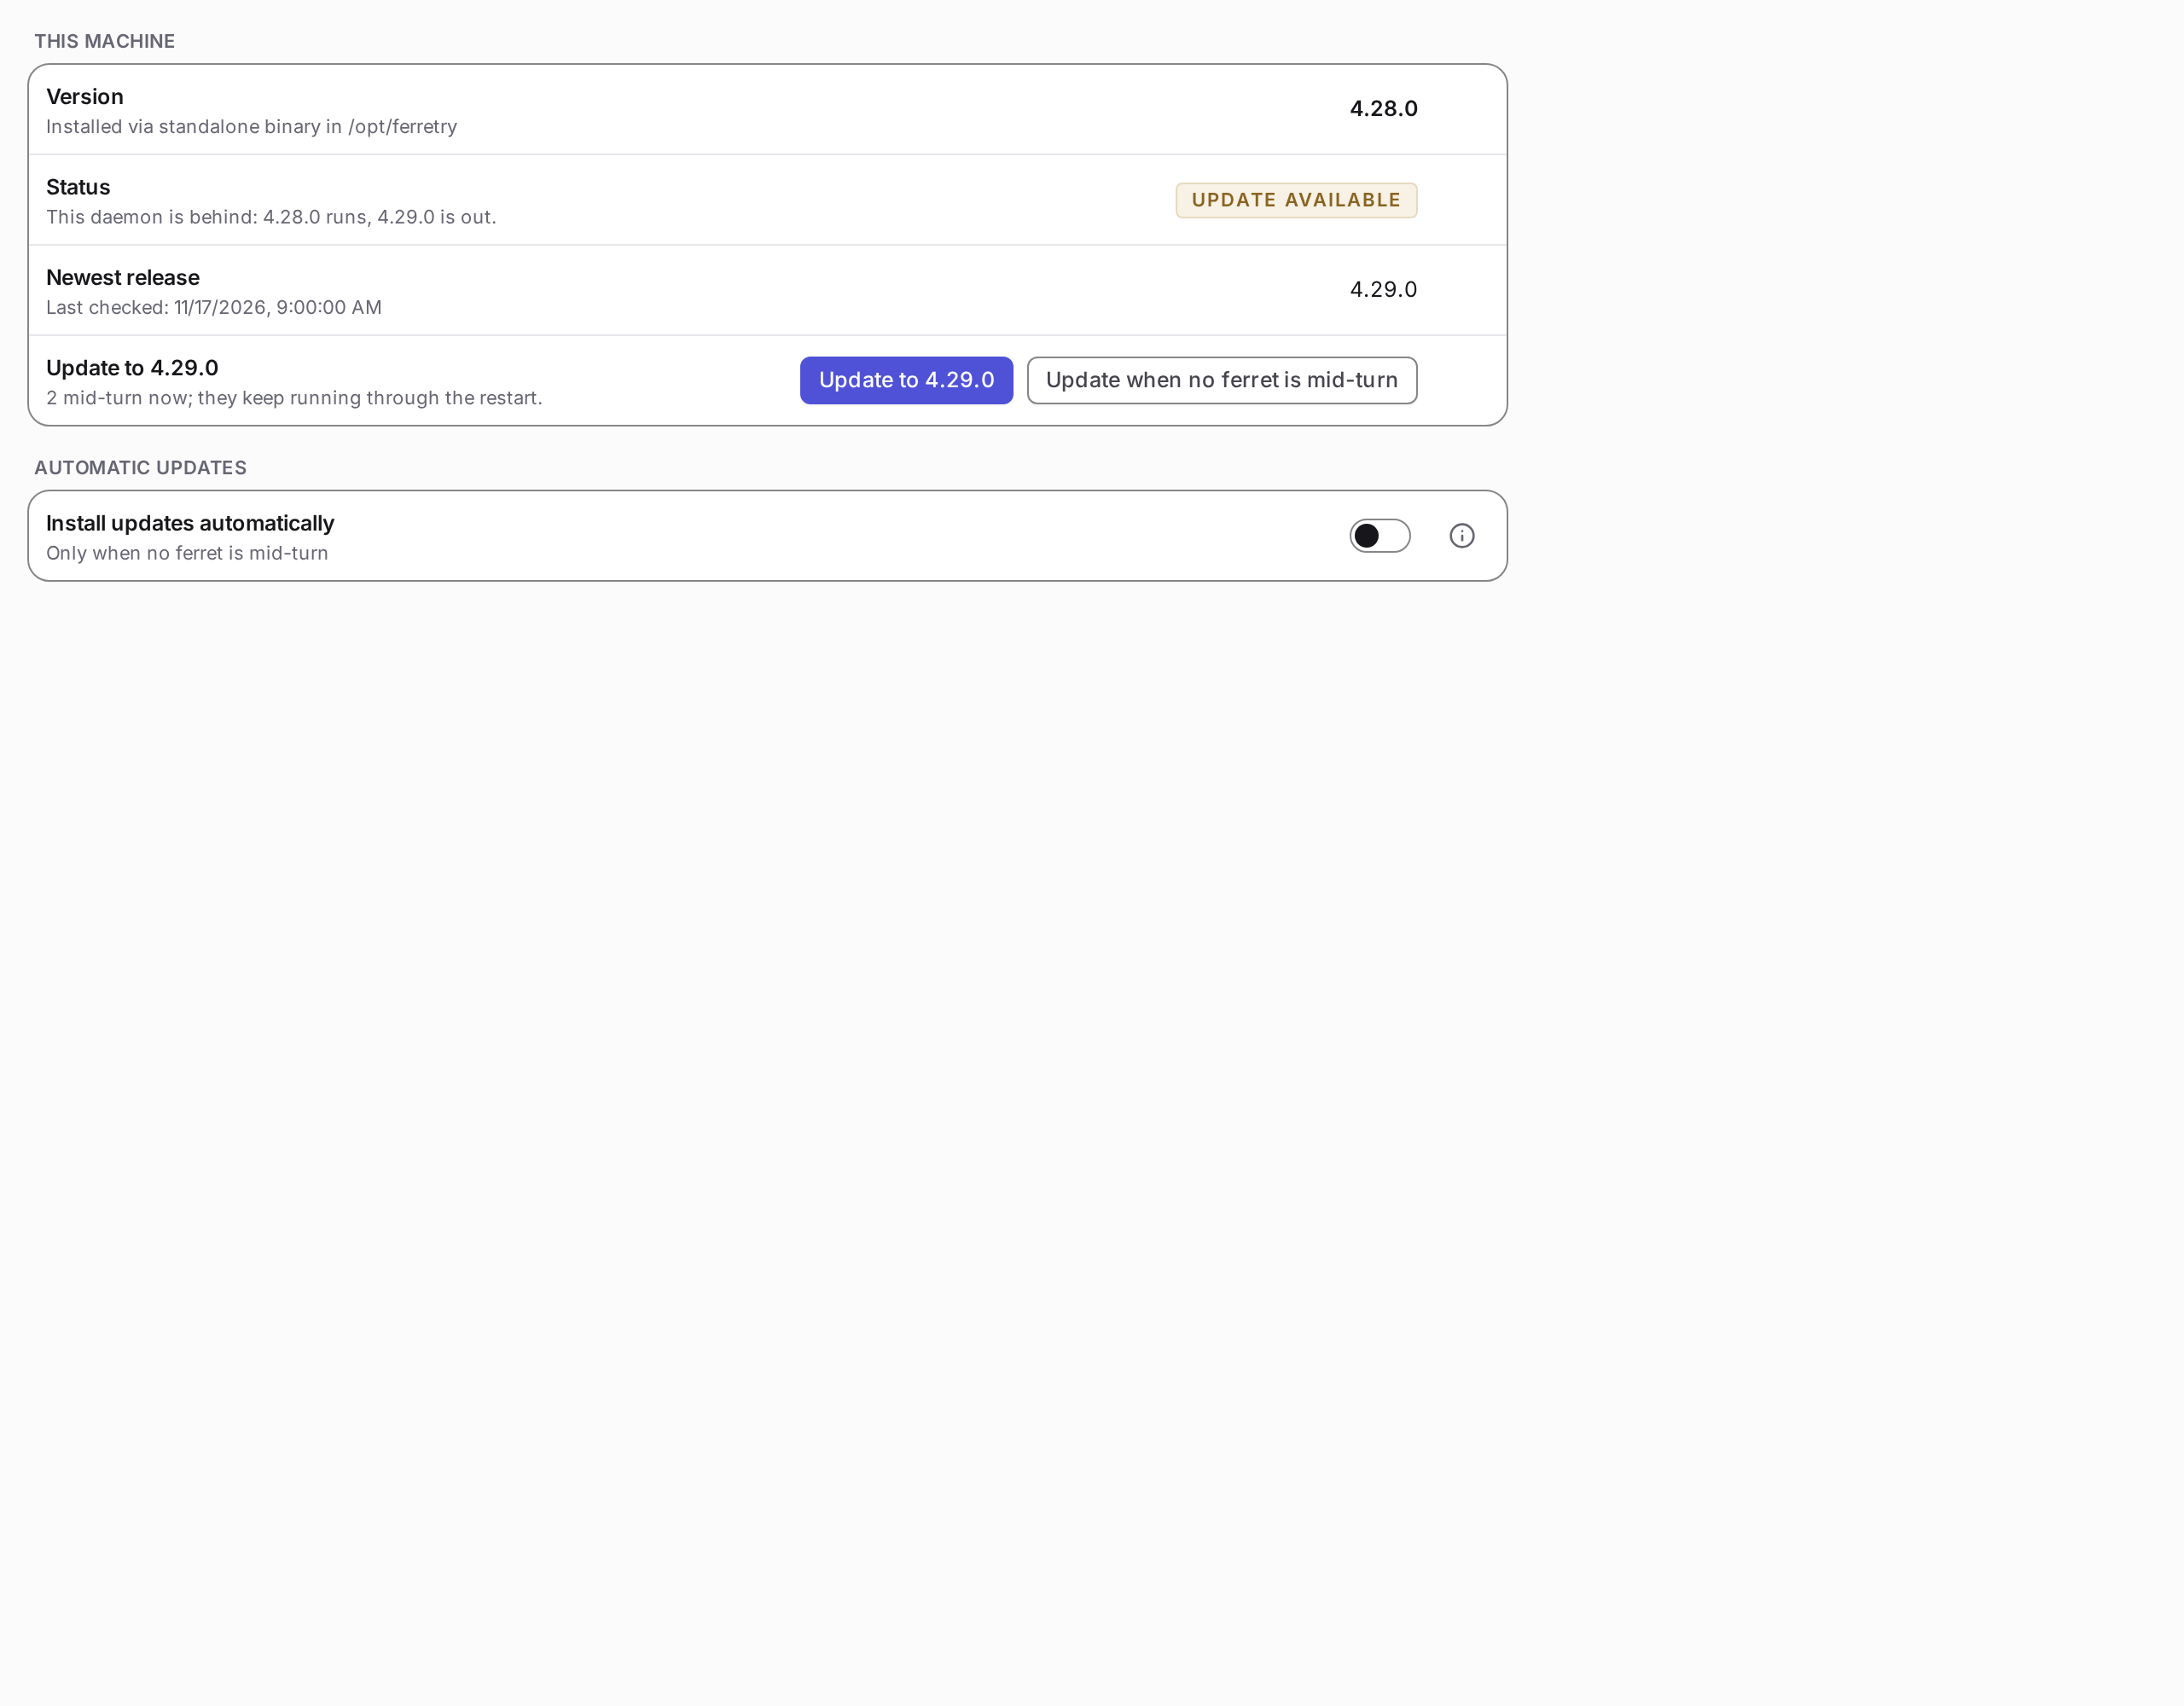 THIS MACHINE
Version
Installed via standalone binary in /opt/ferretry
4.28.0
Status
This daemon is behind: 4.28.0 runs, 4.29.0 is out.
UPDATE AVAILABLE
Newest release
Last checked: 11/17/2026, 9:00:00 AM
4.29.0
Update to 4.29.0
2 mid-turn now; they keep running through the restart.
Update to 4.29.0
Update when no ferret is mid-turn
AUTOMATIC UPDATES
Install updates automatically
Only when no ferret is mid-turn